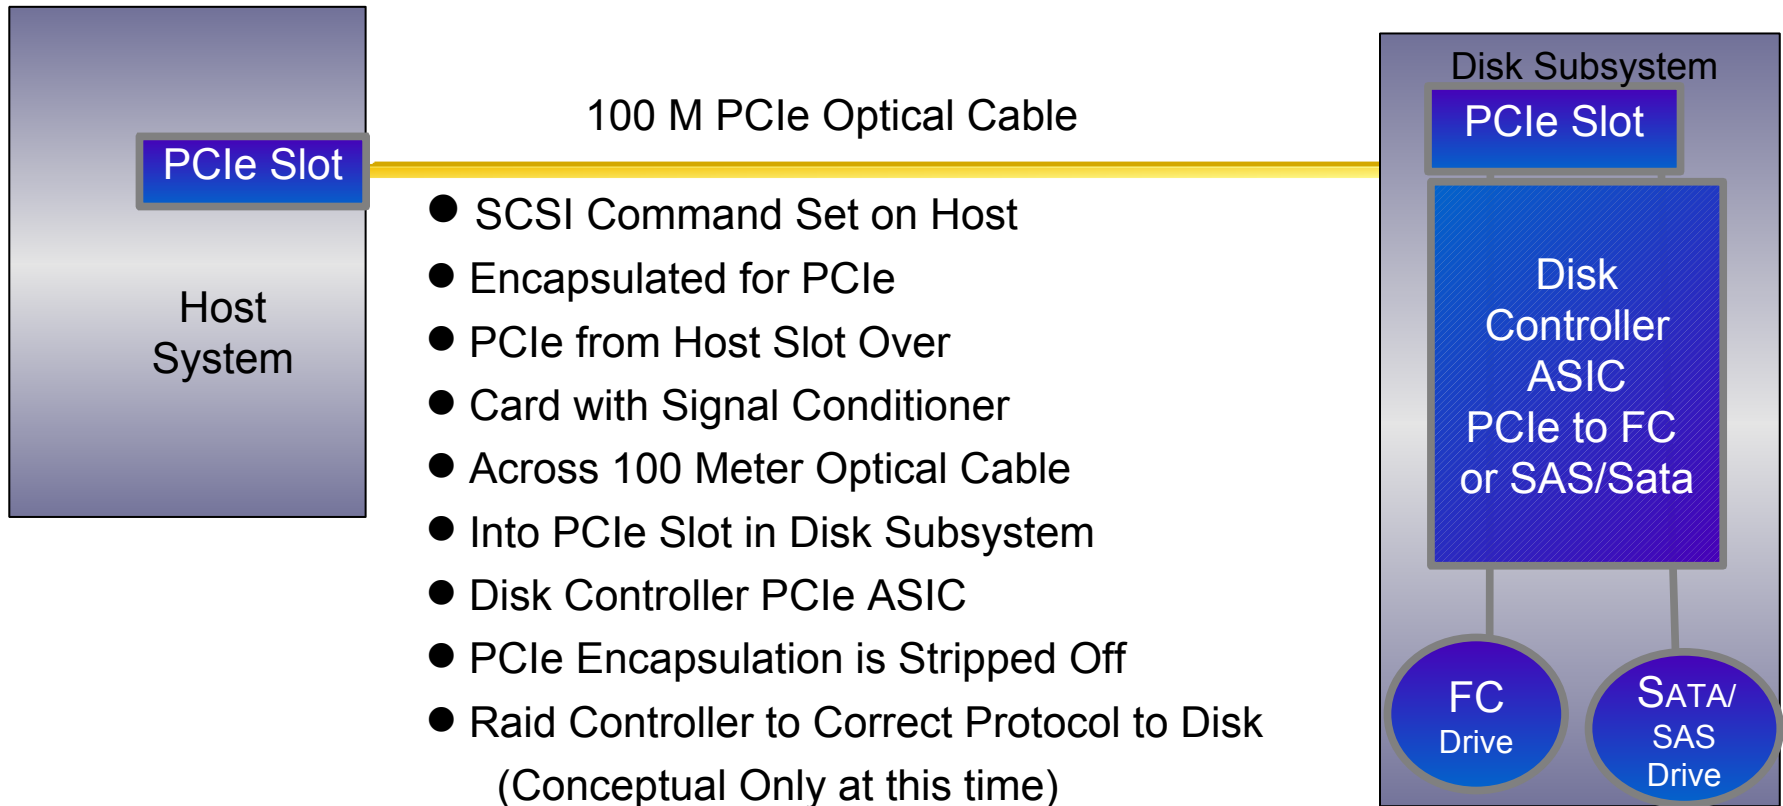 PCIe Slot
Host
System
100 M PCIe Optical Cable
● SCSI Command Set on Host
● Encapsulated for PCIe
● PCIe from Host Slot Over
● Card with Signal Conditioner
● Across 100 Meter Optical Cable
● Into PCIe Slot in Disk Subsystem
● Disk Controller PCIe ASIC
● PCIe Encapsulation is Stripped Off
● Raid Controller to Correct Protocol to Disk
(Conceptual Only at this time)
Disk Subsystem
PCIe Slot
Disk
Controller
ASIC
PCIe to FC
or SAS/Sata
FC
Drive
SATA/
SAS
Drive